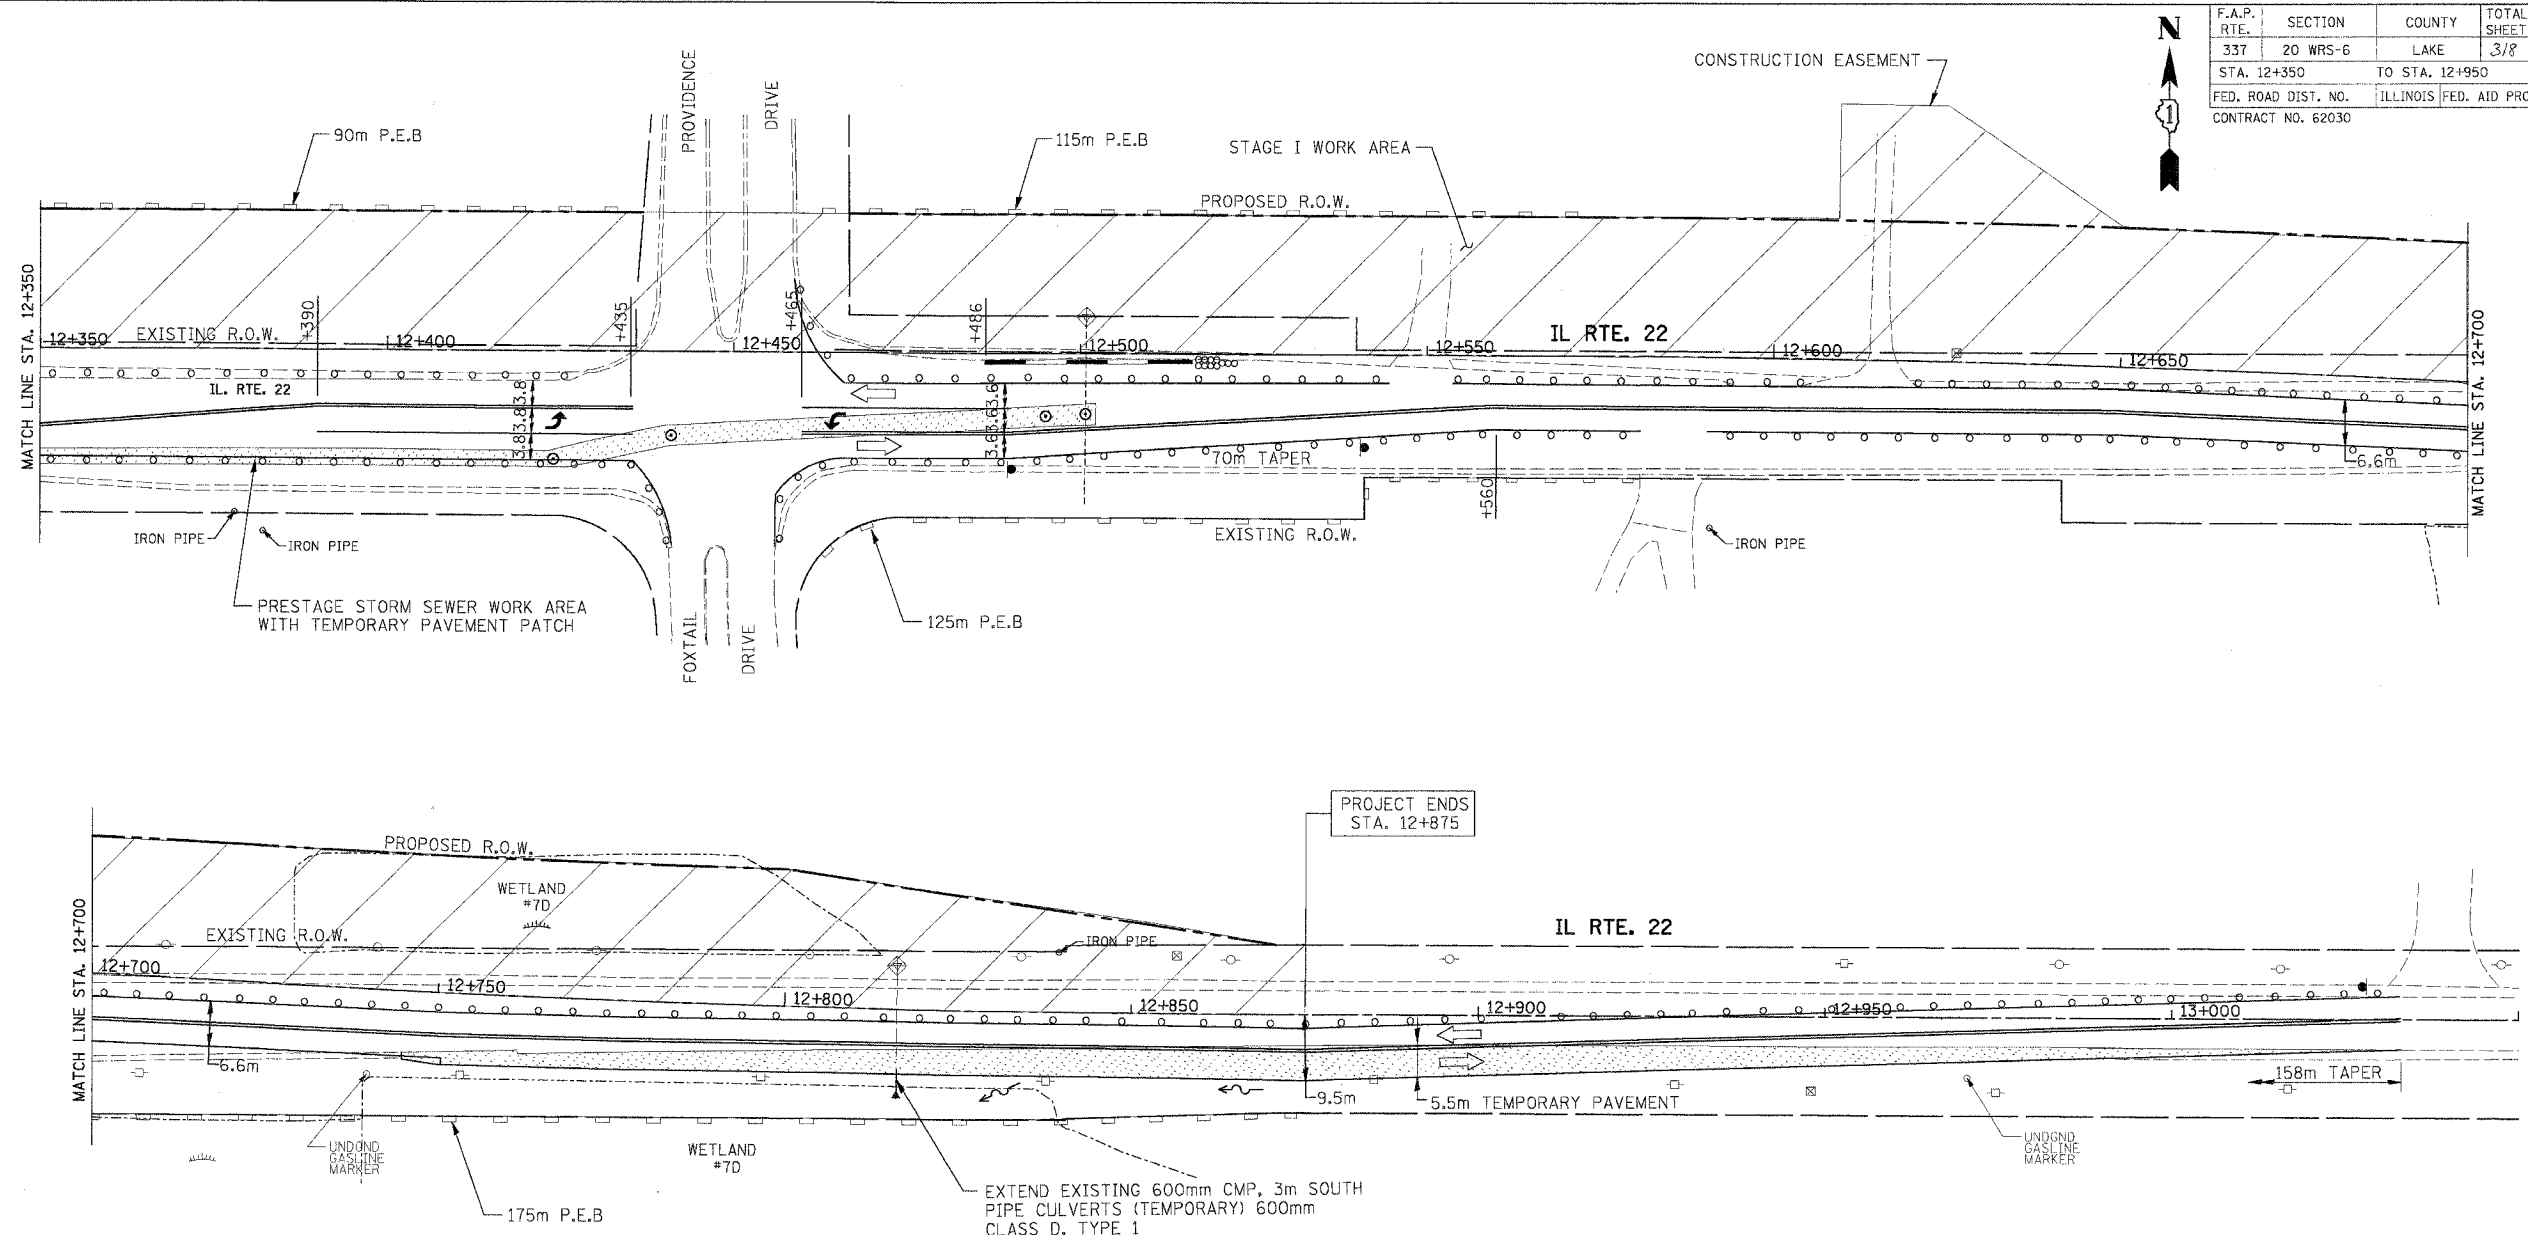 F.A.P. RTE. SECTION COUNTY TOTAL SHEET
337 20 WRS-6 LAKE 318
STA. 12+350 TO STA. 12+950
FED. ROAD DIST. NO. ILLINOIS FED. AID PRO
CONTRACT NO. 62030
N
1
CONSTRUCTION EASEMENT
PROVIDENCE
DRIVE
90m P.E.B
115m P.E.B
STAGE I WORK AREA
PROPOSED R.O.W.
MATCH LINE STA. 12+350
12+350
EXISTING R.O.W.
+390
12+400
+435
12+450
+465
+486
12+500
12+550
IL RTE. 22
12+600
12+650
MATCH LINE STA. 12+700
IL. RTE. 22
3.8
3.8
3.8
3.6
3.6
3.6
70m TAPER
+560
6.6m
IRON PIPE
IRON PIPE
EXISTING R.O.W.
IRON PIPE
PRESTAGE STORM SEWER WORK AREA
WITH TEMPORARY PAVEMENT PATCH
125m P.E.B
FOXTAIL
DRIVE
PROJECT ENDS
STA. 12+875
PROPOSED R.O.W.
WETLAND
#7D
MATCH LINE STA. 12+700
EXISTING R.O.W.
IRON PIPE
IL RTE. 22
12+700
12+750
12+800
12+850
12+900
12+950
13+000
6.6m
9.5m
5.5m TEMPORARY PAVEMENT
158m TAPER
UNDGND
GASLINE
MARKER
WETLAND
#7D
UNDGND
GASLINE
MARKER
175m P.E.B
EXTEND EXISTING 600mm CMP, 3m SOUTH
PIPE CULVERTS (TEMPORARY) 600mm
CLASS D, TYPE 1